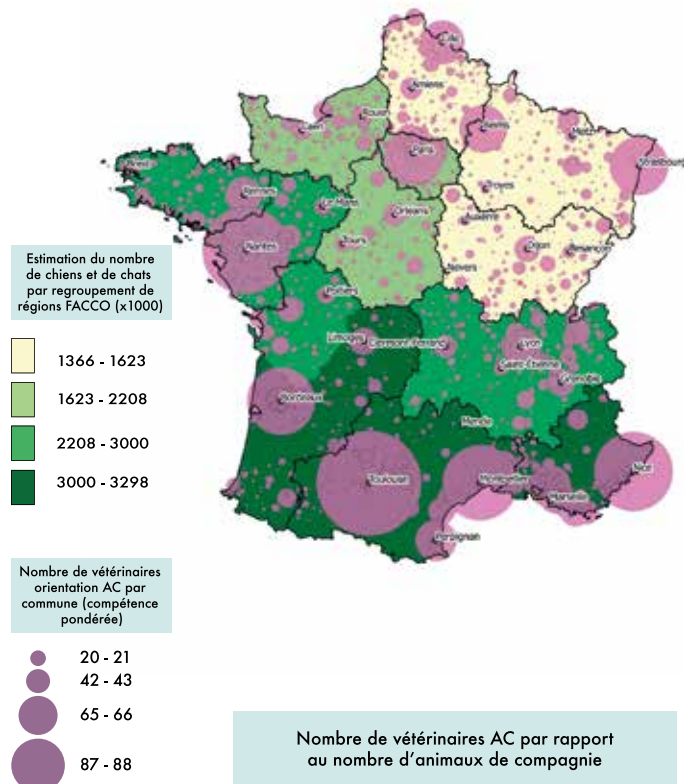 Lille
Amiens
Rouen
Caen
Reims
Metz
Paris
Strasbourg
Brest
Troyes
Rennes
Le Mans
Orléans
Auxerre
Tours
Dijon
Besançon
Nantes
Nevers
Poitiers
Limoges
Clermont-Ferrand
Lyon
Saint-Étienne
Grenoble
Bordeaux
Mende
Toulouse
Montpellier
Nice
Marseille
Perpignan
Estimation du nombre
de chiens et de chats
par regroupement de
régions FACCO (x1000)
1366 - 1623
1623 - 2208
2208 - 3000
3000 - 3298
Nombre de vétérinaires
orientation AC par
commune (compétence
pondérée)
20 - 21
42 - 43
65 - 66
87 - 88
Nombre de vétérinaires AC par rapport
au nombre d'animaux de compagnie